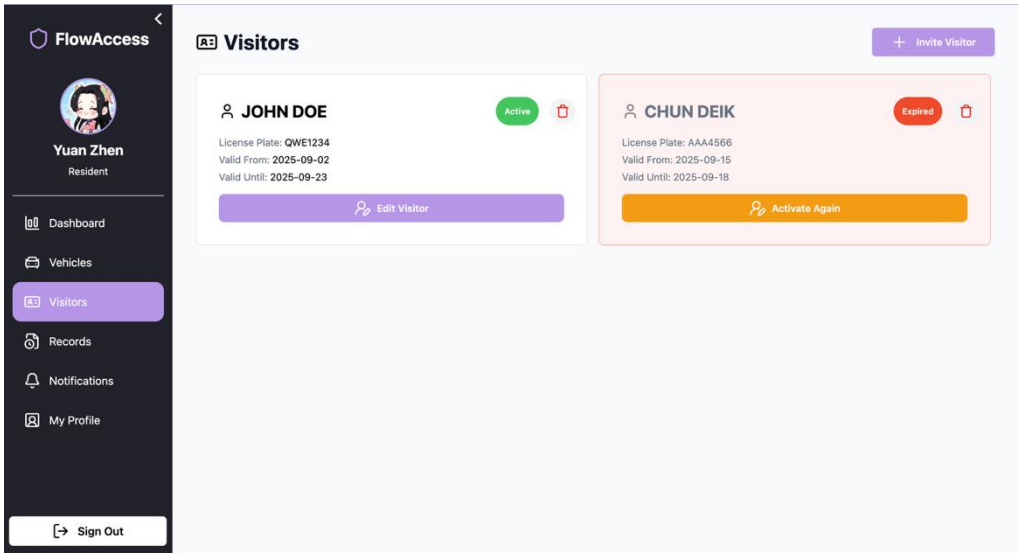 FlowAccess
Yuan Zhen
Resident
Dashboard
Vehicles
Visitors
Records
Notifications
My Profile
Sign Out
Visitors
Invite Visitor
JOHN DOE
Active
License Plate: QWE1234
Valid From: 2025-09-02
Valid Until: 2025-09-23
Edit Visitor
CHUN DEIK
Expired
License Plate: AAA4566
Valid From: 2025-09-15
Valid Until: 2025-09-18
Activate Again